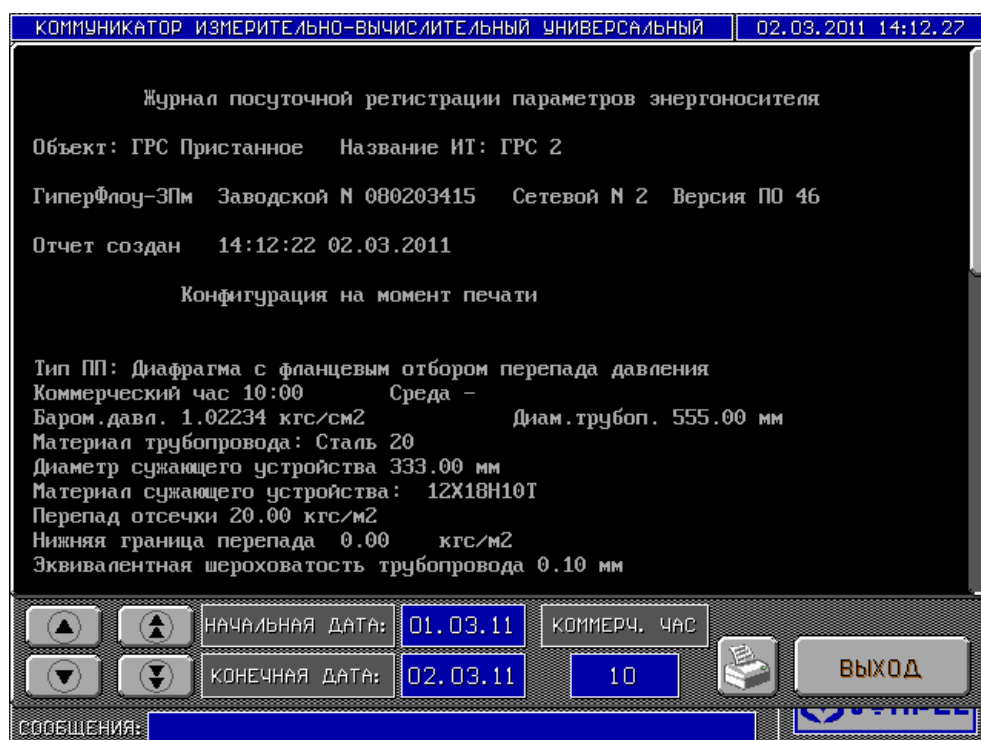 КОММУНИКАТОР ИЗМЕРИТЕЛЬНО-ВЫЧИСЛИТЕЛЬНЫЙ УНИВЕРСАЛЬНЫЙ 02.03.2011 14:12.27
Журнал посуточной регистрации параметров энергоносителя
Объект: ГРС Пристанное Название ИТ: ГРС 2
ГиперФлоу-3Пм Заводской N 080203415 Сетевой N 2 Версия ПО 46
Отчет создан 14:12:22 02.03.2011
Конфигурация на момент печати
Тип ПП: Диафрагма с фланцевым отбором перепада давления
Коммерческий час 10:00 Среда -
Баром.давл. 1.02234 кгс/см2 Диам.трубоп. 555.00 мм
Материал трубопровода: Сталь 20
Диаметр сужающего устройства 333.00 мм
Материал сужающего устройства: 12Х18Н10Т
Перепад отсечки 20.00 кгс/м2
Нижняя граница перепада 0.00 кгс/м2
Эквивалентная шероховатость трубопровода 0.10 мм
НАЧАЛЬНАЯ ДАТА: 01.03.11 КОММЕРЧ. ЧАС
КОНЕЧНАЯ ДАТА: 02.03.11 10 ВЫХОД
СООБЩЕНИЯ: